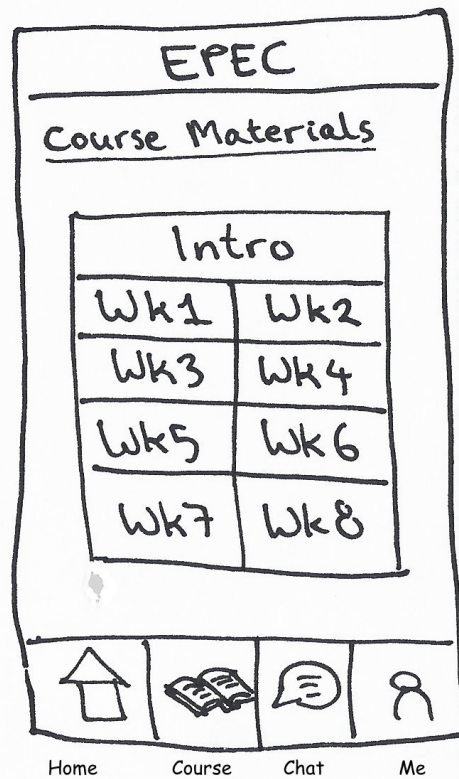 EPEC
Course Materials
Intro
Wk1 Wk2
Wk3 Wk4
Wk5 Wk6
Wk7 Wk8
Home Course Chat Me